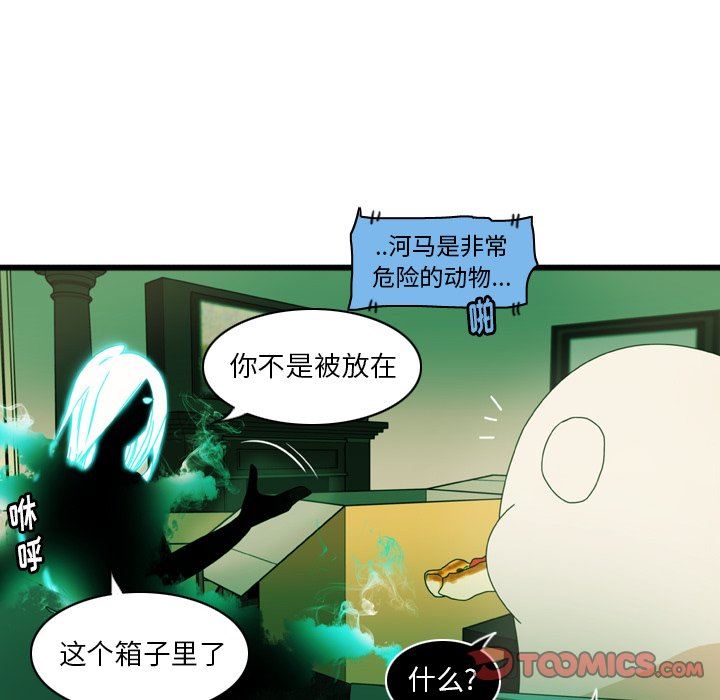 ..河马是非常
危险的动物...
啪
你不是被放在
咻
呼
这个箱子里了
什么?
TOOMICS.COM